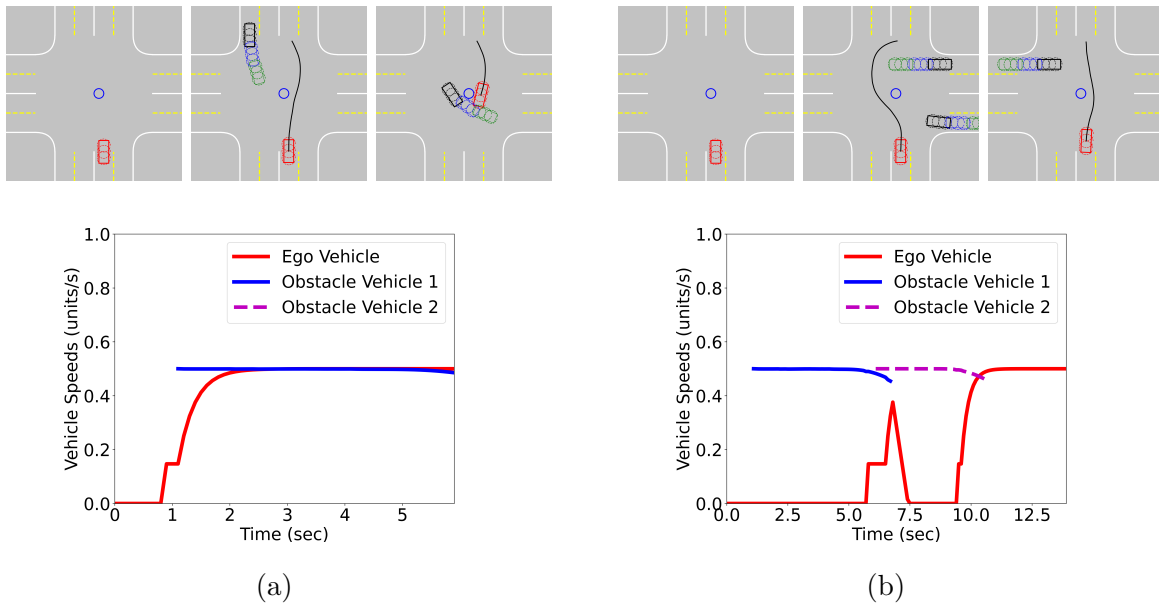 1.0
0.8
0.6
0.4
0.2
0.0
Vehicle Speeds (units/s)
Ego Vehicle
Obstacle Vehicle 1
Obstacle Vehicle 2
0 1 2 3 4 5
Time (sec)
(a)
1.0
0.8
0.6
0.4
0.2
0.0
Vehicle Speeds (units/s)
Ego Vehicle
Obstacle Vehicle 1
Obstacle Vehicle 2
0.0 2.5 5.0 7.5 10.0 12.5
Time (sec)
(b)